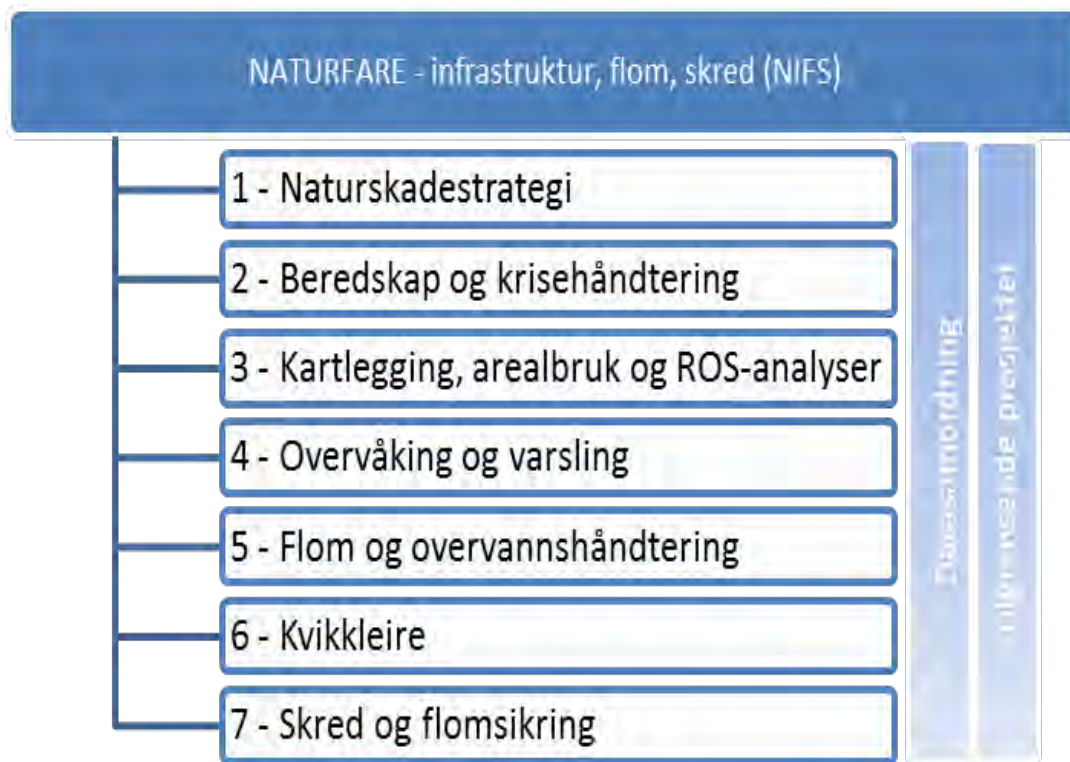 NATURFARE - infrastruktur, flom, skred (NIFS)
1 - Naturskadestrategi
2 - Beredskap og krisehåndtering
3 - Kartlegging, arealbruk og ROS-analyser
4 - Overvåking og varsling
5 - Flom og overvannshåndtering
6 - Kvikkleire
7 - Skred og flomsikring
prosjekter